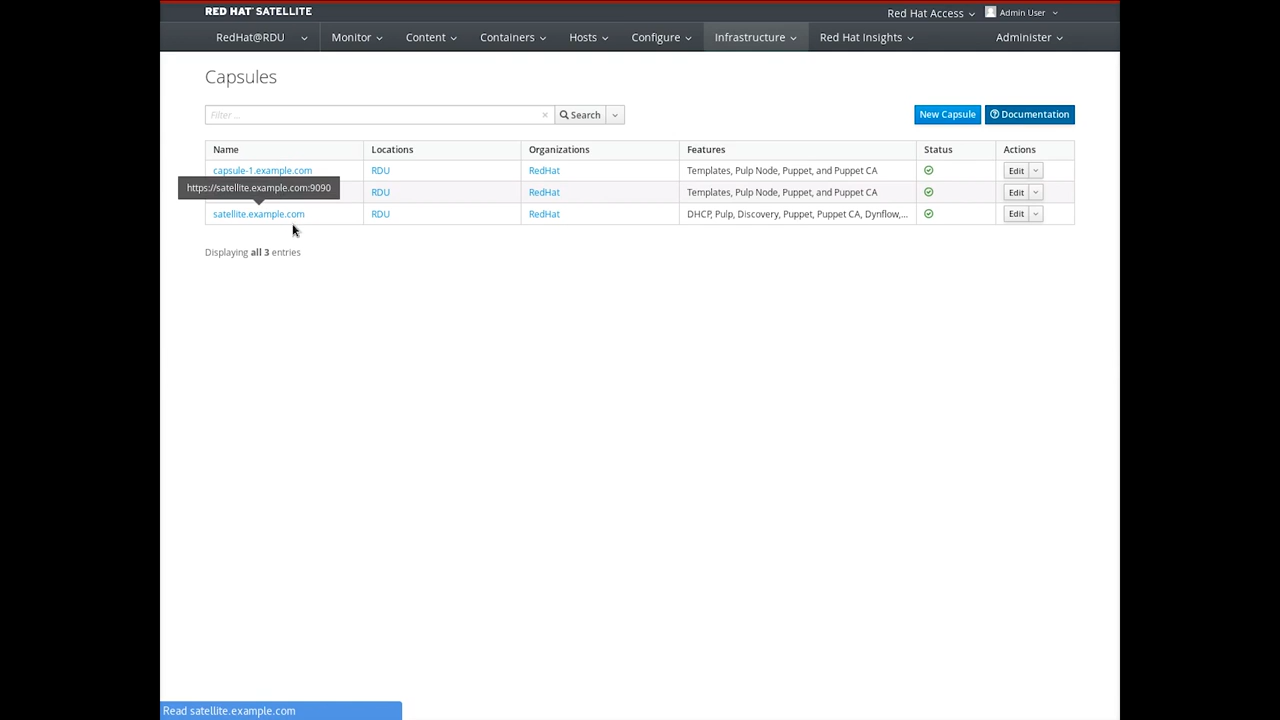 RED HAT SATELLITE
Red Hat Access
Admin User
RedHat@RDU
Monitor
Content
Containers
Hosts
Configure
Infrastructure
Red Hat Insights
Administer
Capsules
Filter ...
Search
New Capsule
Documentation
Name Locations Organizations Features Status Actions
capsule-1.example.com RDU RedHat Templates, Pulp Node, Puppet, and Puppet CA Edit
https://satellite.example.com:9090
RDU RedHat Templates, Pulp Node, Puppet, and Puppet CA Edit
satellite.example.com RDU RedHat DHCP, Pulp, Discovery, Puppet, Puppet CA, Dynflow,... Edit
Displaying all 3 entries
Read satellite.example.com